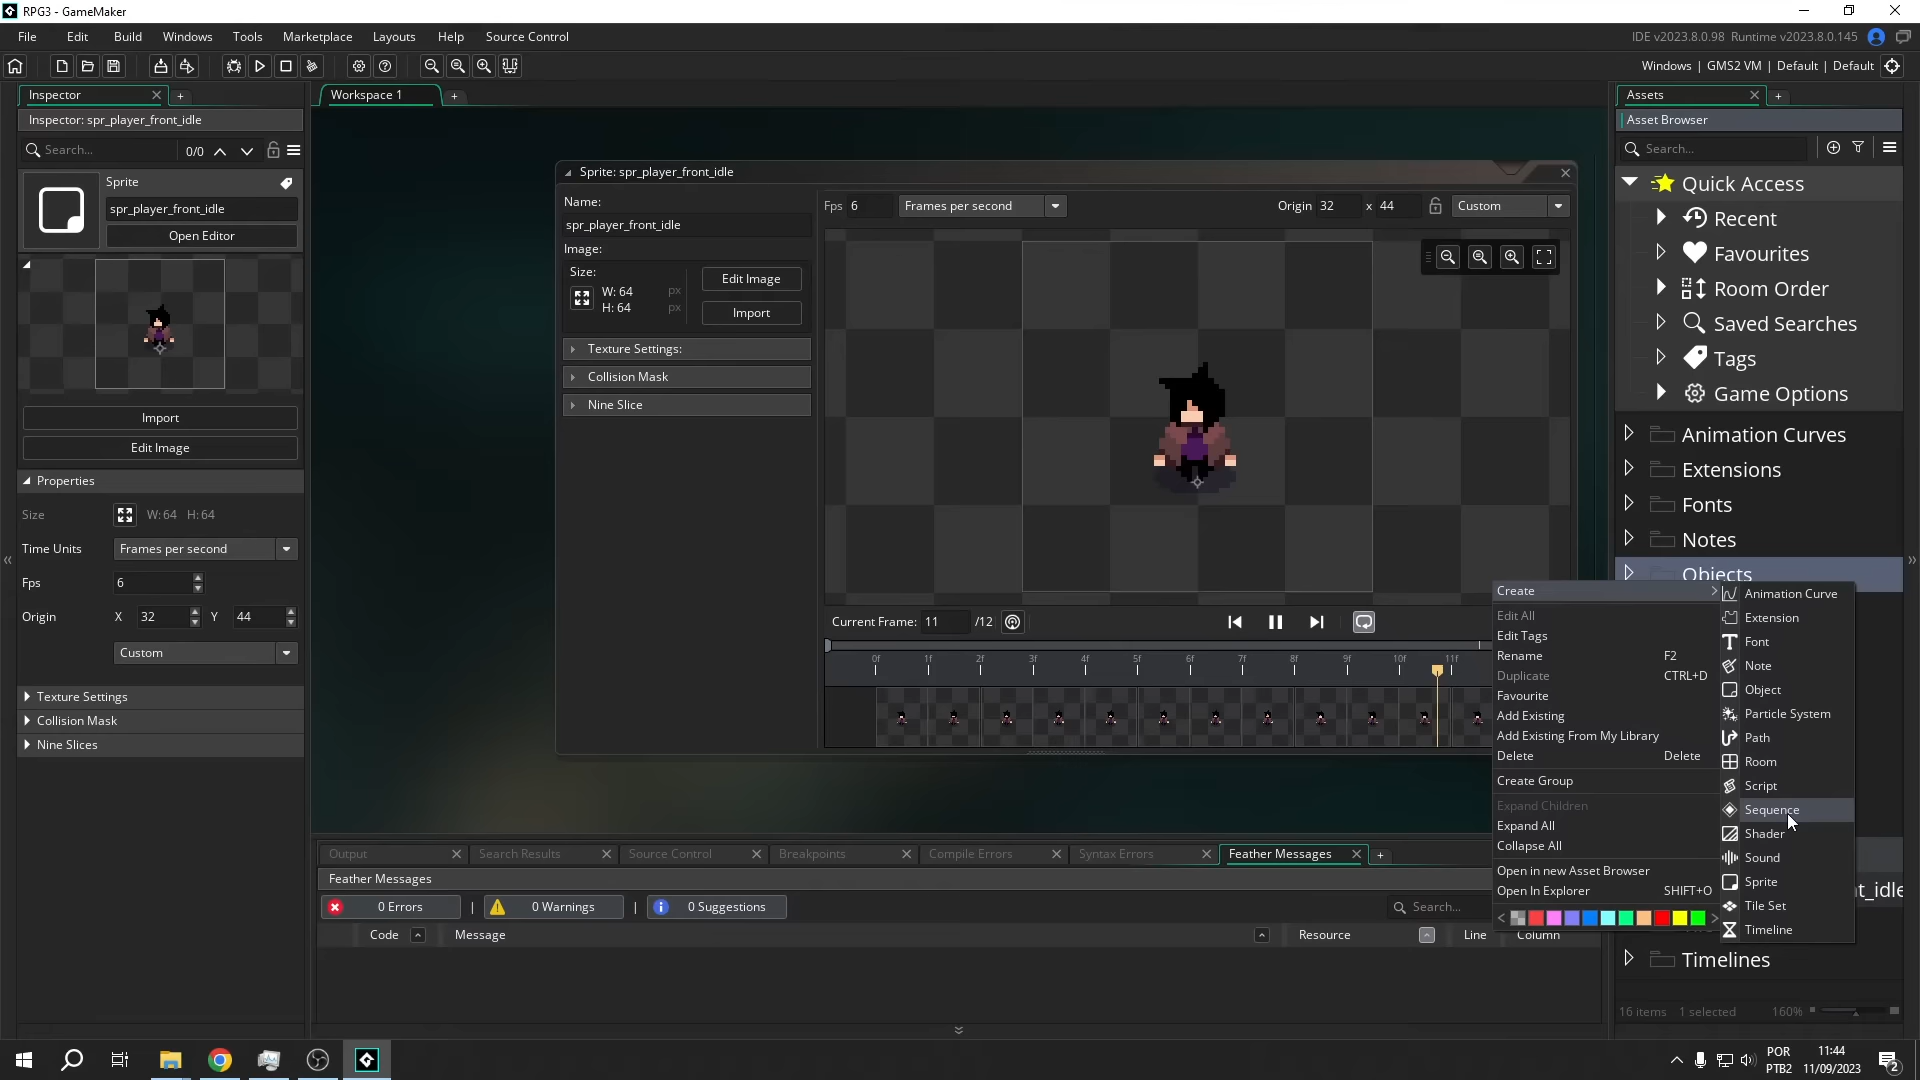 RPG3 - GameMaker
File Edit Build Windows Tools Marketplace Layouts Help Source Control
IDE v2023.8.0.98 Runtime v2023.8.0.145
Windows | GMS2 VM | Default | Default
Inspector
Inspector: spr_player_front_idle
Search... 0/0
Sprite
spr_player_front_idle
Open Editor
Import
Edit Image
Properties
Size W:64 H:64
Time Units Frames per second
Fps 6
Origin X 32 Y 44
Custom
Texture Settings
Collision Mask
Nine Slices
Workspace 1
Sprite: spr_player_front_idle
Name:
spr_player_front_idle
Image:
Size:
W: 64 px
H: 64 px
Edit Image
Import
Texture Settings:
Collision Mask
Nine Slice
Fps 6 Frames per second Origin 32 x 44 Custom
Current Frame: 11 /12
0f 1f 2f 3f 4f 5f 6f 7f 8f 9f 10f 11f
Output Search Results Source Control Breakpoints Compile Errors Syntax Errors Feather Messages
Feather Messages
0 Errors | 0 Warnings | 0 Suggestions Search...
Code Message Resource Line Column
Assets
Asset Browser
Search...
Quick Access
Recent
Favourites
Room Order
Saved Searches
Tags
Game Options
Animation Curves
Extensions
Fonts
Notes
Objects
Timelines
16 items 1 selected 160%
Create
Edit All
Edit Tags
Rename F2
Duplicate CTRL+D
Favourite
Add Existing
Add Existing From My Library
Delete Delete
Create Group
Expand Children
Expand All
Collapse All
Open in new Asset Browser
Open In Explorer SHIFT+O
Animation Curve
Extension
Font
Note
Object
Particle System
Path
Room
Script
Sequence
Shader
Sound
Sprite
Tile Set
Timeline
POR
PTB2
11:44
11/09/2023
2